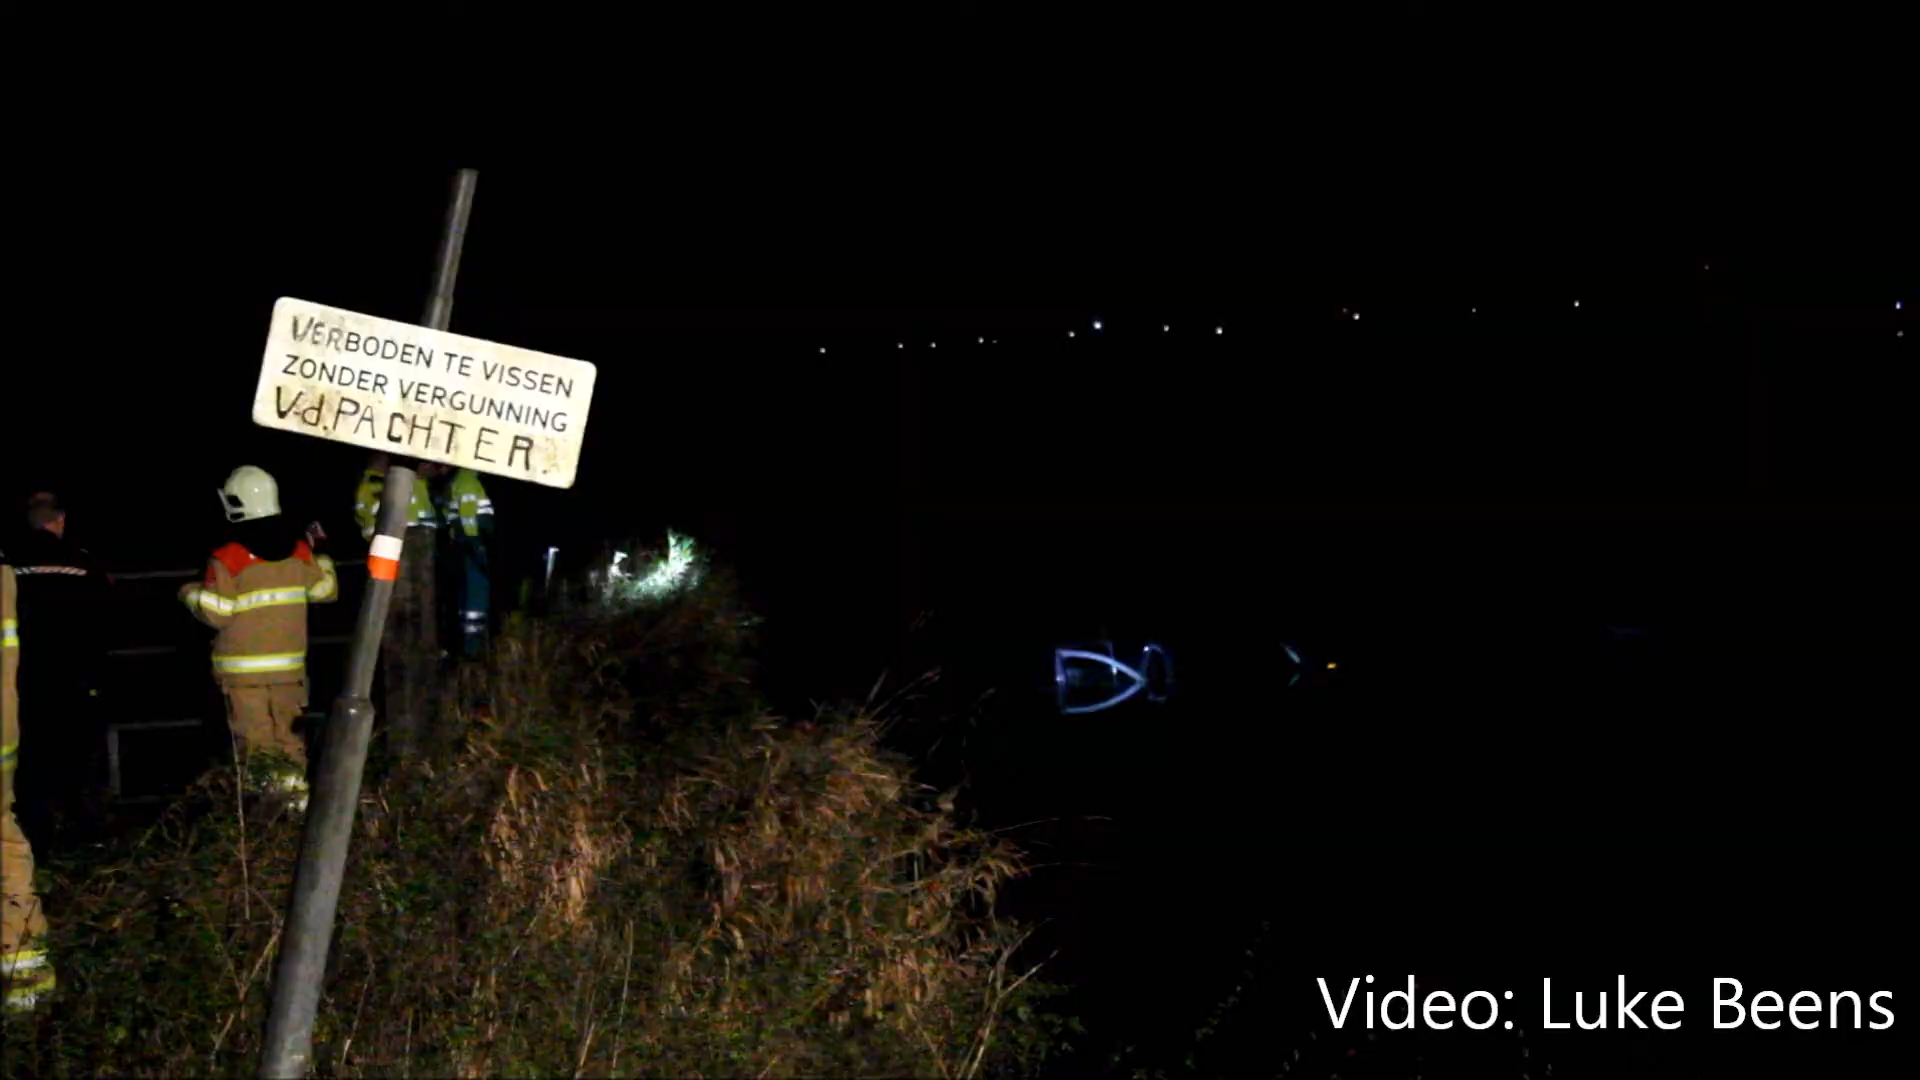 VERBODEN TE VISSEN
ZONDER VERGUNNING
V.d. PACHTER.
Video: Luke Beens